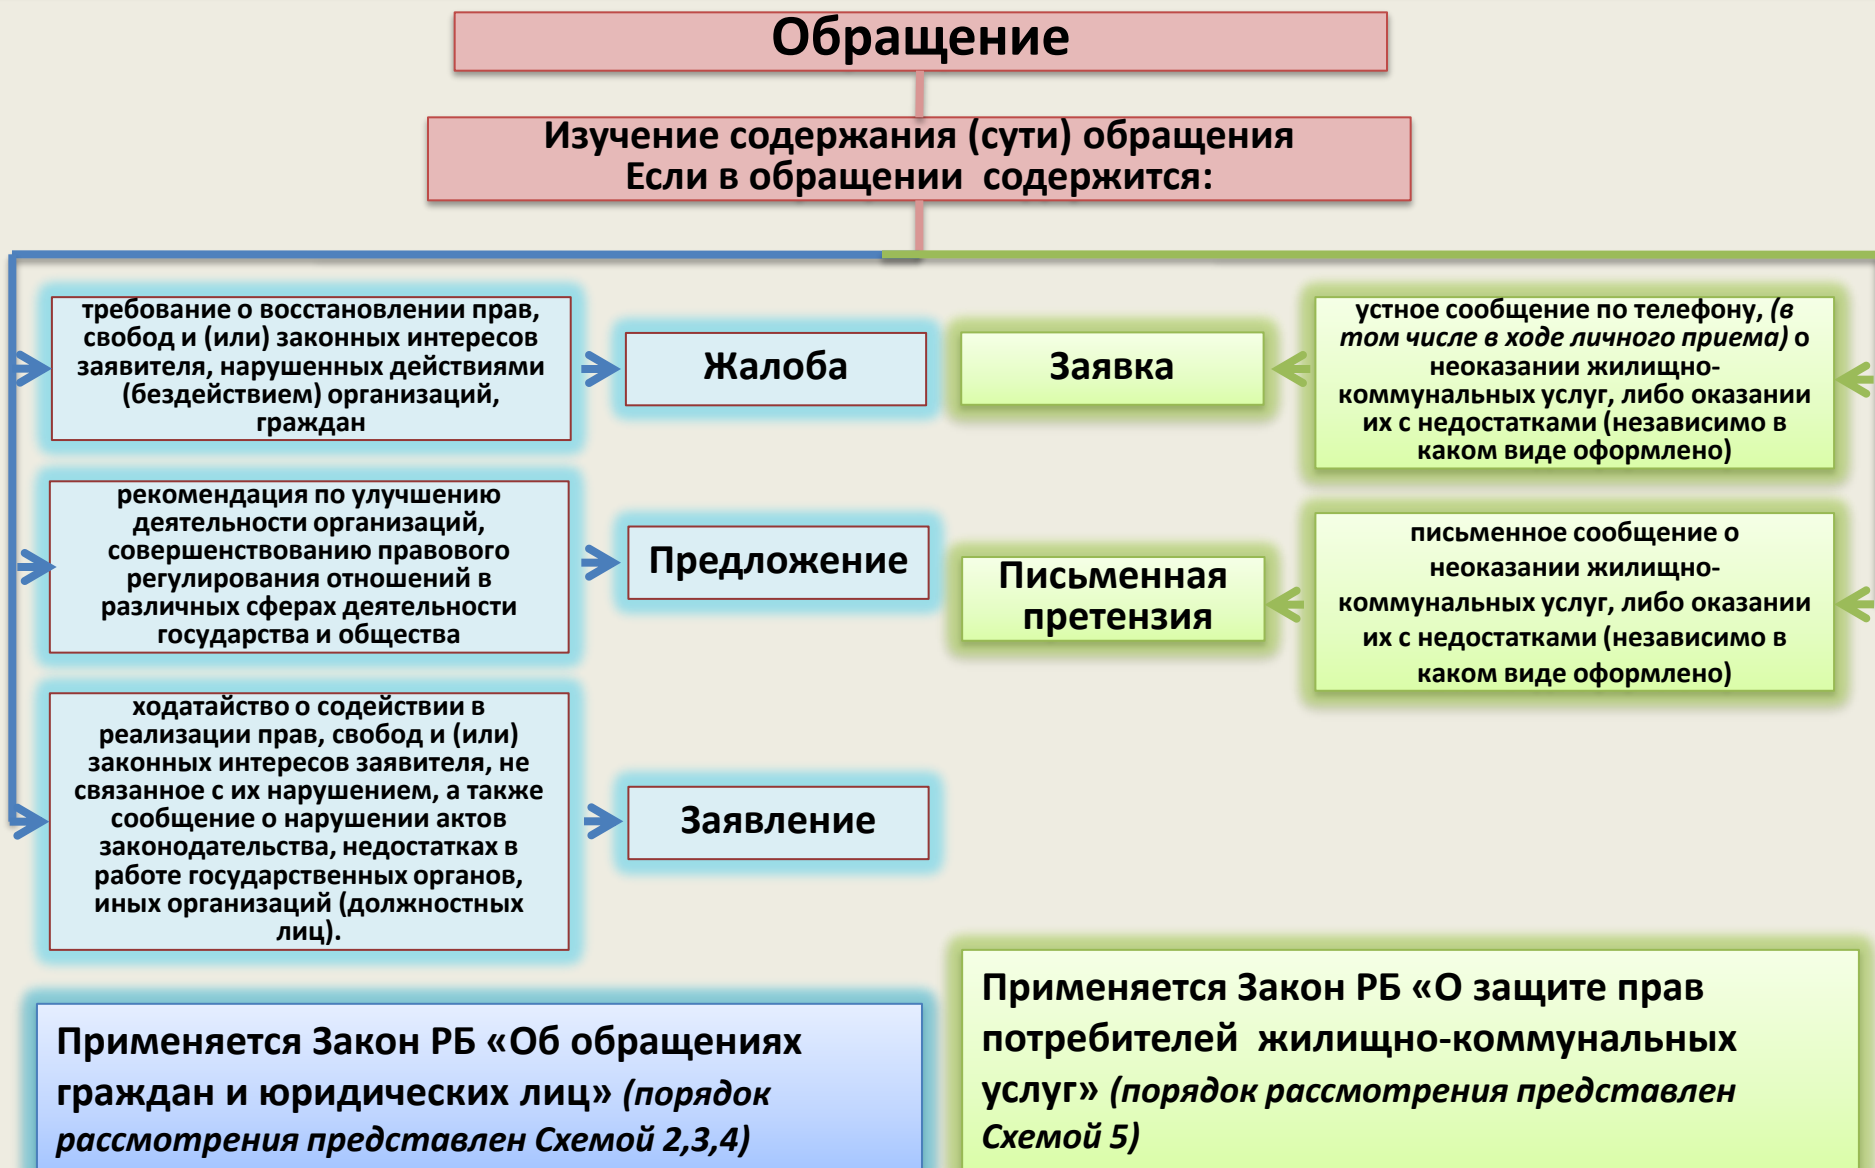 Обращение
Изучение содержания (сути) обращения
Если в обращении содержится:
требование о восстановлении прав,
свобод и (или) законных интересов
заявителя, нарушенных действиями
(бездействием) организаций,
граждан
Жалоба
рекомендация по улучшению
деятельности организаций,
совершенствованию правового
регулирования отношений в
различных сферах деятельности
государства и общества
Предложение
ходатайство о содействии в
реализации прав, свобод и (или)
законных интересов заявителя, не
связанное с их нарушением, а также
сообщение о нарушении актов
законодательства, недостатках в
работе государственных органов,
иных организаций (должностных
лиц).
Заявление
Применяется Закон РБ «Об обращениях
граждан и юридических лиц» (порядок
рассмотрения представлен Схемой 2,3,4)
Заявка
устное сообщение по телефону, (в
том числе в ходе личного приема) о
неоказании жилищно-
коммунальных услуг, либо оказании
их с недостатками (независимо в
каком виде оформлено)
Письменная
претензия
письменное сообщение о
неоказании жилищно-
коммунальных услуг, либо оказании
их с недостатками (независимо в
каком виде оформлено)
Применяется Закон РБ «О защите прав
потребителей жилищно-коммунальных
услуг» (порядок рассмотрения представлен
Схемой 5)